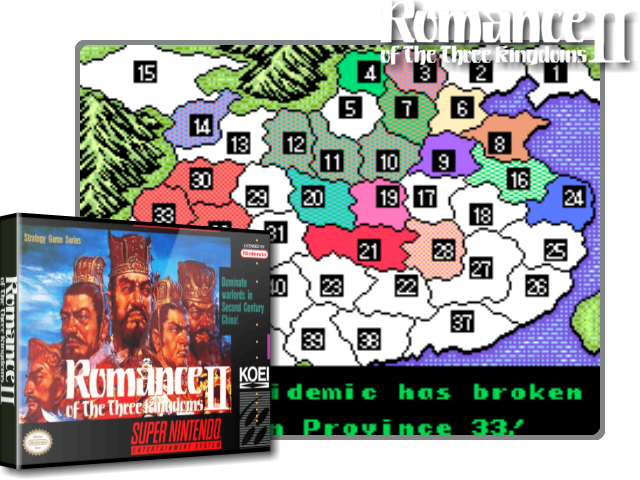 Romance II
of The Three Kingdoms
15
4
3
2
1
14
5
7
6
13
12
8
11
10
9
16
30
29
20
19
17
24
18
33
31
21
28
25
27
23
22
26
37
39
38
idemic has broken
n Province 33!
Strategy Game Series
LICENSED BY
Nintendo
Dominate
warlords in
Second Century
China!
Romance II
of The Three Kingdoms
KOEI
SUPER NINTENDO
ENTERTAINMENT SYSTEM
Romance II
of The Three Kingdoms